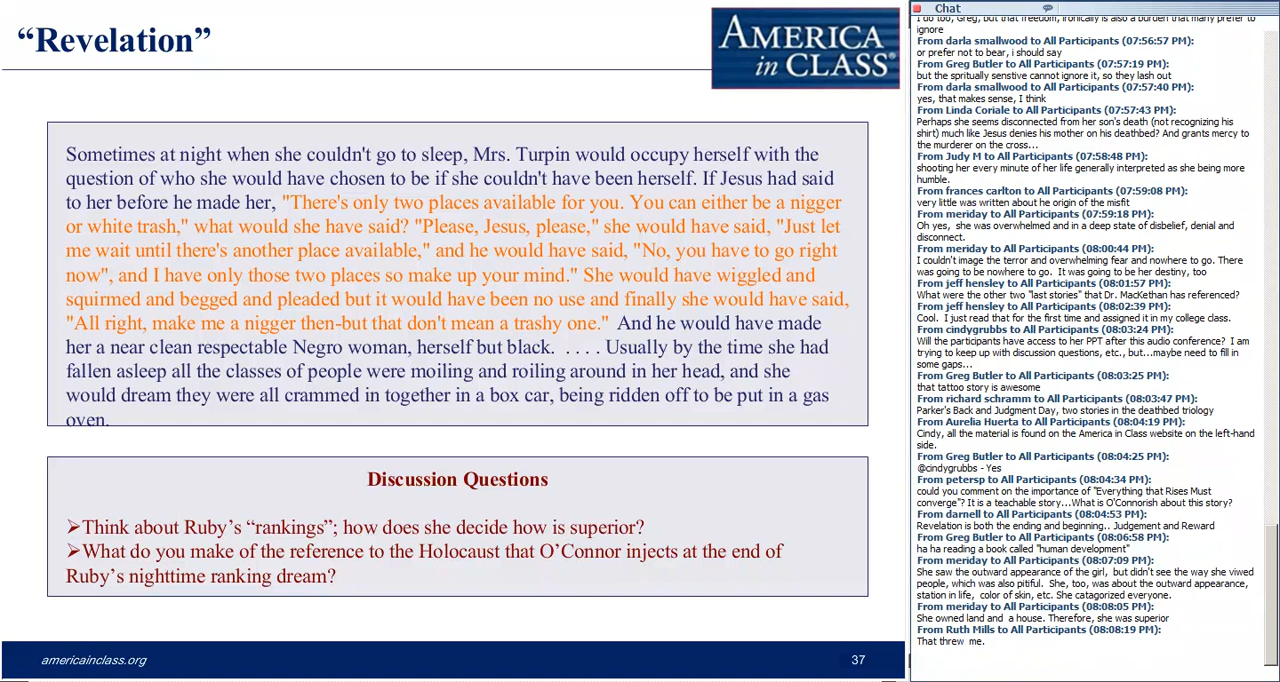 “Revelation”
AMERICA
in CLASS®
Sometimes at night when she couldn't go to sleep, Mrs. Turpin would occupy herself with the
question of who she would have chosen to be if she couldn't have been herself. If Jesus had said
to her before he made her, "There's only two places available for you. You can either be a nigger
or white trash," what would she have said? "Please, Jesus, please," she would have said, "Just let
me wait until there's another place available," and he would have said, "No, you have to go right
now", and I have only those two places so make up your mind." She would have wiggled and
squirmed and begged and pleaded but it would have been no use and finally she would have said,
"All right, make me a nigger then-but that don't mean a trashy one." And he would have made
her a near clean respectable Negro woman, herself but black. . . . . Usually by the time she had
fallen asleep all the classes of people were moiling and roiling around in her head, and she
would dream they were all crammed in together in a box car, being ridden off to be put in a gas
oven.
Discussion Questions
➢Think about Ruby’s “rankings”; how does she decide how is superior?
➢What do you make of the reference to the Holocaust that O’Connor injects at the end of
Ruby’s nighttime ranking dream?
americainclass.org
37
Chat
I do too, Greg, but that freedom, ironically is also a burden that many prefer to
ignore
From darla smallwood to All Participants (07:56:57 PM):
or prefer not to bear, i should say
From Greg Butler to All Participants (07:57:19 PM):
but the spritually senstive cannot ignore it, so they lash out
From darla smallwood to All Participants (07:57:40 PM):
yes, that makes sense, I think
From Linda Coriale to All Participants (07:57:43 PM):
Perhaps she seems disconnected from her son's death (not recognizing his
shirt) much like Jesus denies his mother on his deathbed? And grants mercy to
the murderer on the cross...
From Judy M to All Participants (07:58:48 PM):
shooting her every minute of her life generally interpreted as she being more
humble.
From frances carlton to All Participants (07:59:08 PM):
very little was written about he origin of the misfit
From meriday to All Participants (07:59:18 PM):
Oh yes, she was overwhelmed and in a deep state of disbelief, denial and
disconnect.
From meriday to All Participants (08:00:44 PM):
I couldn't image the terror and overwhelming fear and nowhere to go. There
was going to be nowhere to go. It was going to be her destiny, too
From jeff hensley to All Participants (08:01:57 PM):
What were the other two "last stories" that Dr. MacKethan has referenced?
From jeff hensley to All Participants (08:02:39 PM):
Cool. I just read that for the first time and assigned it in my college class.
From cindygrubbs to All Participants (08:03:24 PM):
Will the participants have access to her PPT after this audio conference? I am
trying to keep up with discussion questions, etc., but...maybe need to fill in
some gaps...
From Greg Butler to All Participants (08:03:25 PM):
that tattoo story is awesome
From richard schramm to All Participants (08:03:47 PM):
Parker's Back and Judgment Day, two stories in the deathbed triology
From Aurelia Huerta to All Participants (08:04:19 PM):
Cindy, all the material is found on the America in Class website on the left-hand
side.
From Greg Butler to All Participants (08:04:25 PM):
@cindygrubbs - Yes
From petersp to All Participants (08:04:34 PM):
could you comment on the importance of "Everything that Rises Must
converge"? It is a teachable story...What is O'Connorish about this story?
From darnell to All Participants (08:04:53 PM):
Revelation is both the ending and beginning.. Judgement and Reward
From Greg Butler to All Participants (08:06:58 PM):
ha ha reading a book called "human development"
From meriday to All Participants (08:07:09 PM):
She saw the outward appearance of the girl, but didn't see the way she viwed
people, which was also pitiful. She, too, was about the outward appearance,
station in life, color of skin, etc. She catagorized everyone.
From meriday to All Participants (08:08:05 PM):
She owned land and a house. Therefore, she was superior
From Ruth Mills to All Participants (08:08:19 PM):
That threw me.